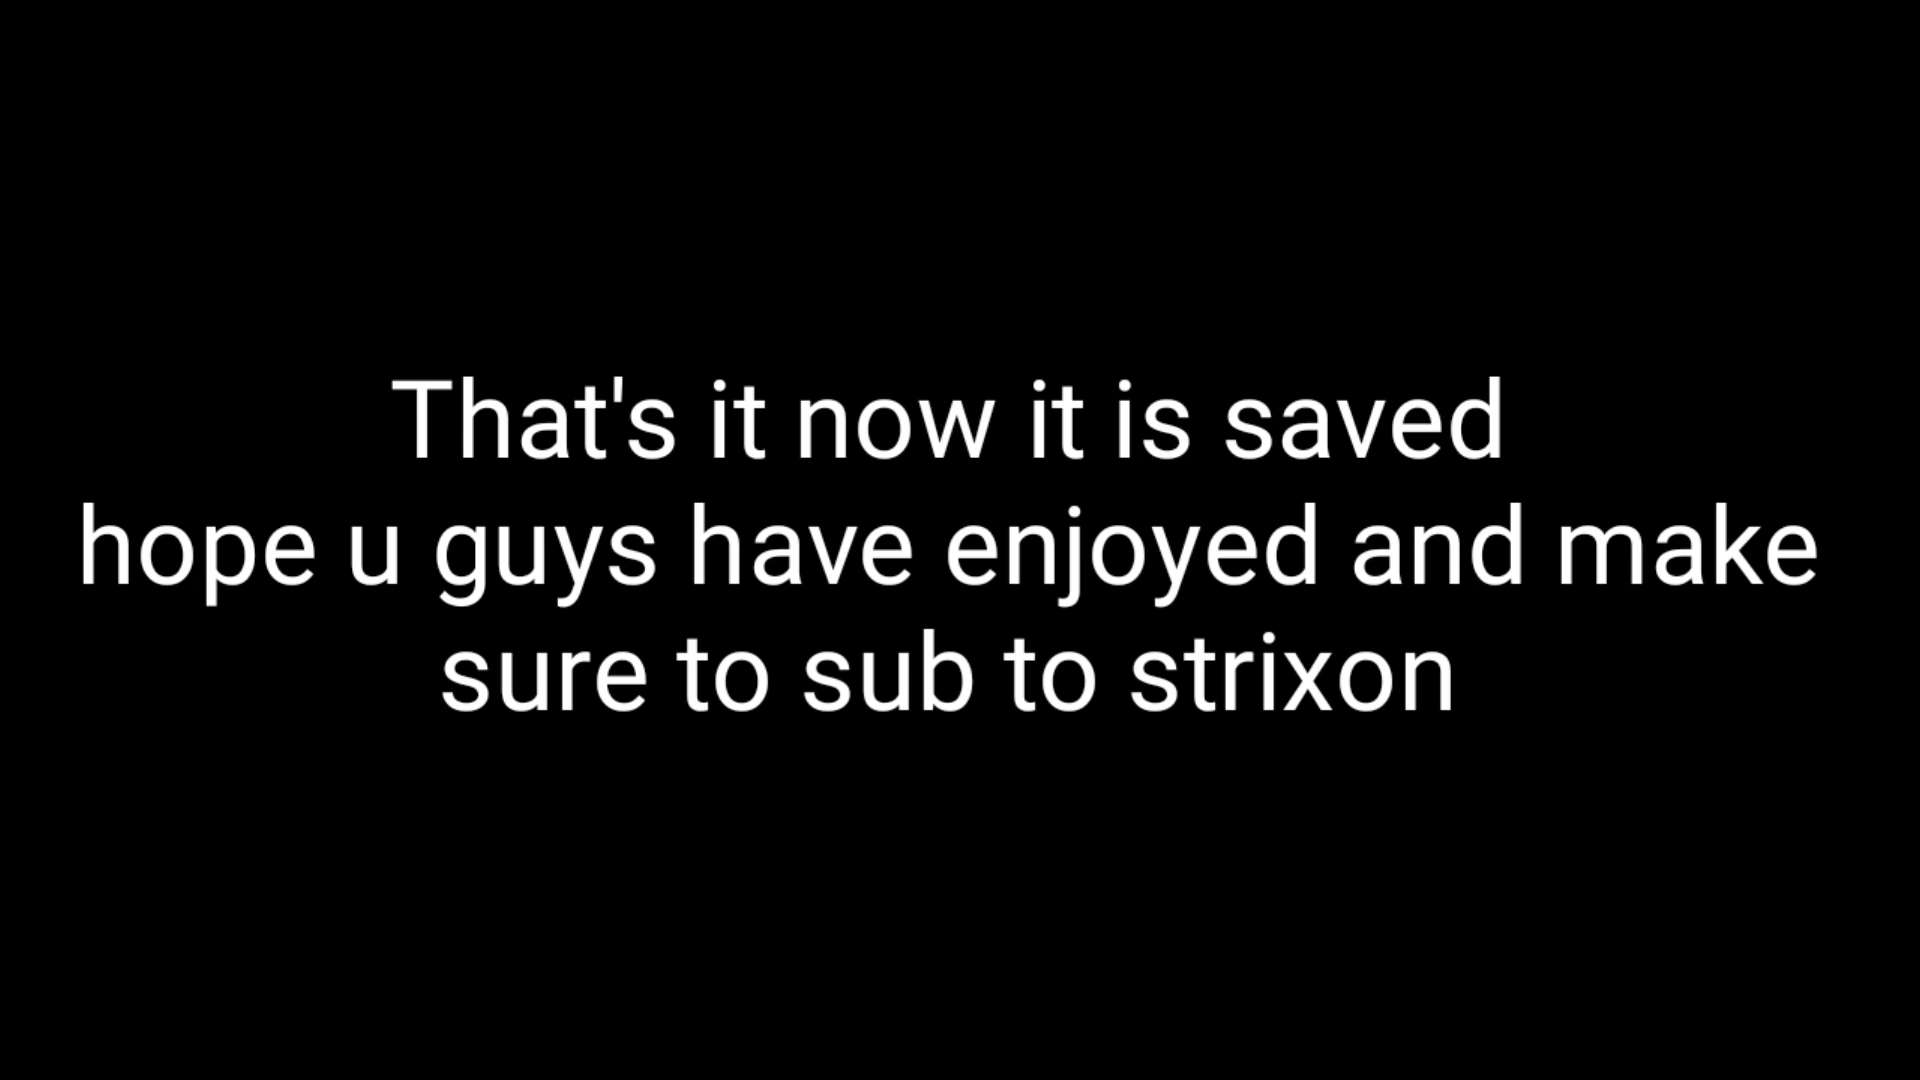 That's it now it is saved
hope u guys have enjoyed and make
sure to sub to strixon